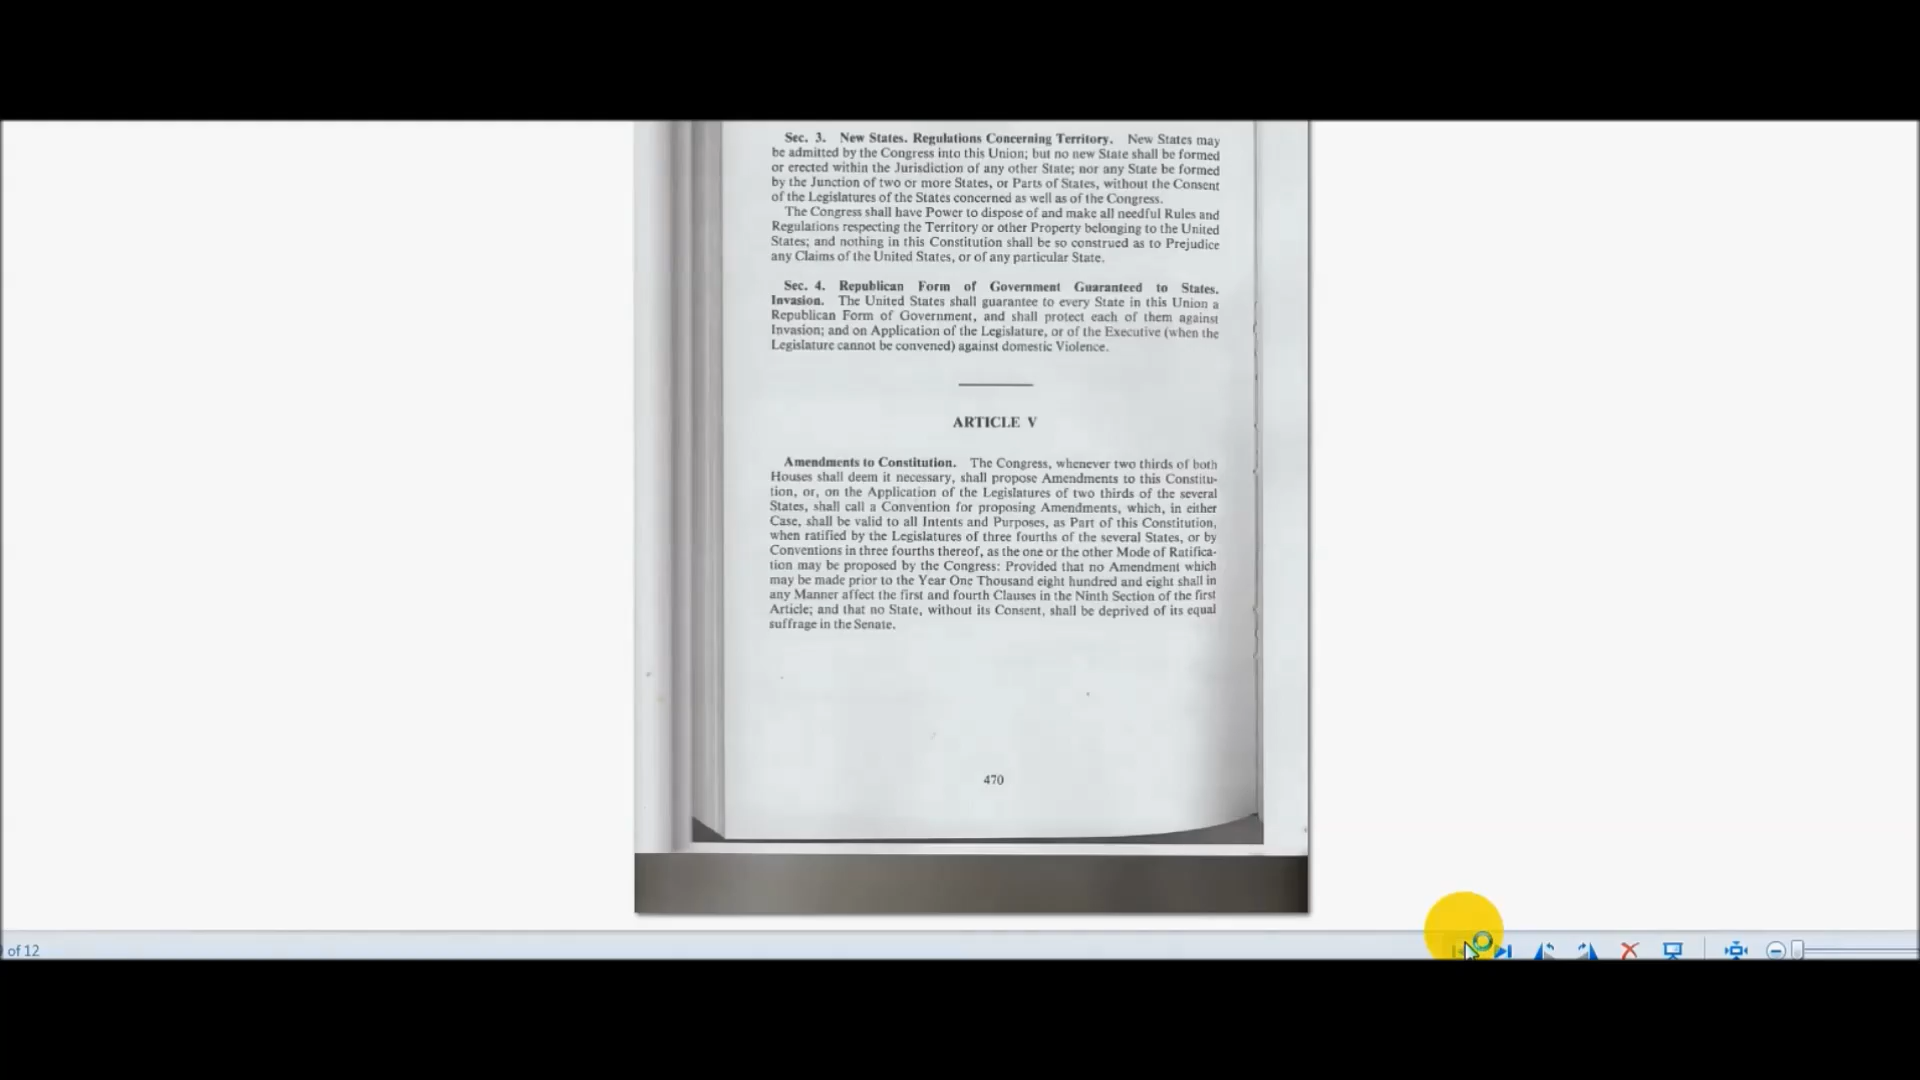 Sec. 3. New States. Regulations Concerning Territory. New States may
be admitted by the Congress into this Union; but no new State shall be formed
or erected within the Jurisdiction of any other State; nor any State be formed
by the Junction of two or more States, or Parts of States, without the Consent
of the Legislatures of the States concerned as well as of the Congress.
The Congress shall have Power to dispose of and make all needful Rules and
Regulations respecting the Territory or other Property belonging to the United
States; and nothing in this Constitution shall be so construed as to Prejudice
any Claims of the United States, or of any particular State.
Sec. 4. Republican Form of Government Guaranteed to States.
Invasion. The United States shall guarantee to every State in this Union a
Republican Form of Government, and shall protect each of them against
Invasion; and on Application of the Legislature, or of the Executive (when the
Legislature cannot be convened) against domestic Violence.
ARTICLE V
Amendments to Constitution. The Congress, whenever two thirds of both
Houses shall deem it necessary, shall propose Amendments to this Constitu-
tion, or, on the Application of the Legislatures of two thirds of the several
States, shall call a Convention for proposing Amendments, which, in either
Case, shall be valid to all Intents and Purposes, as Part of this Constitution,
when ratified by the Legislatures of three fourths of the several States, or by
Conventions in three fourths thereof, as the one or the other Mode of Ratifica-
tion may be proposed by the Congress: Provided that no Amendment which
may be made prior to the Year One Thousand eight hundred and eight shall in
any Manner affect the first and fourth Clauses in the Ninth Section of the first
Article; and that no State, without its Consent, shall be deprived of its equal
suffrage in the Senate.
470
of 12